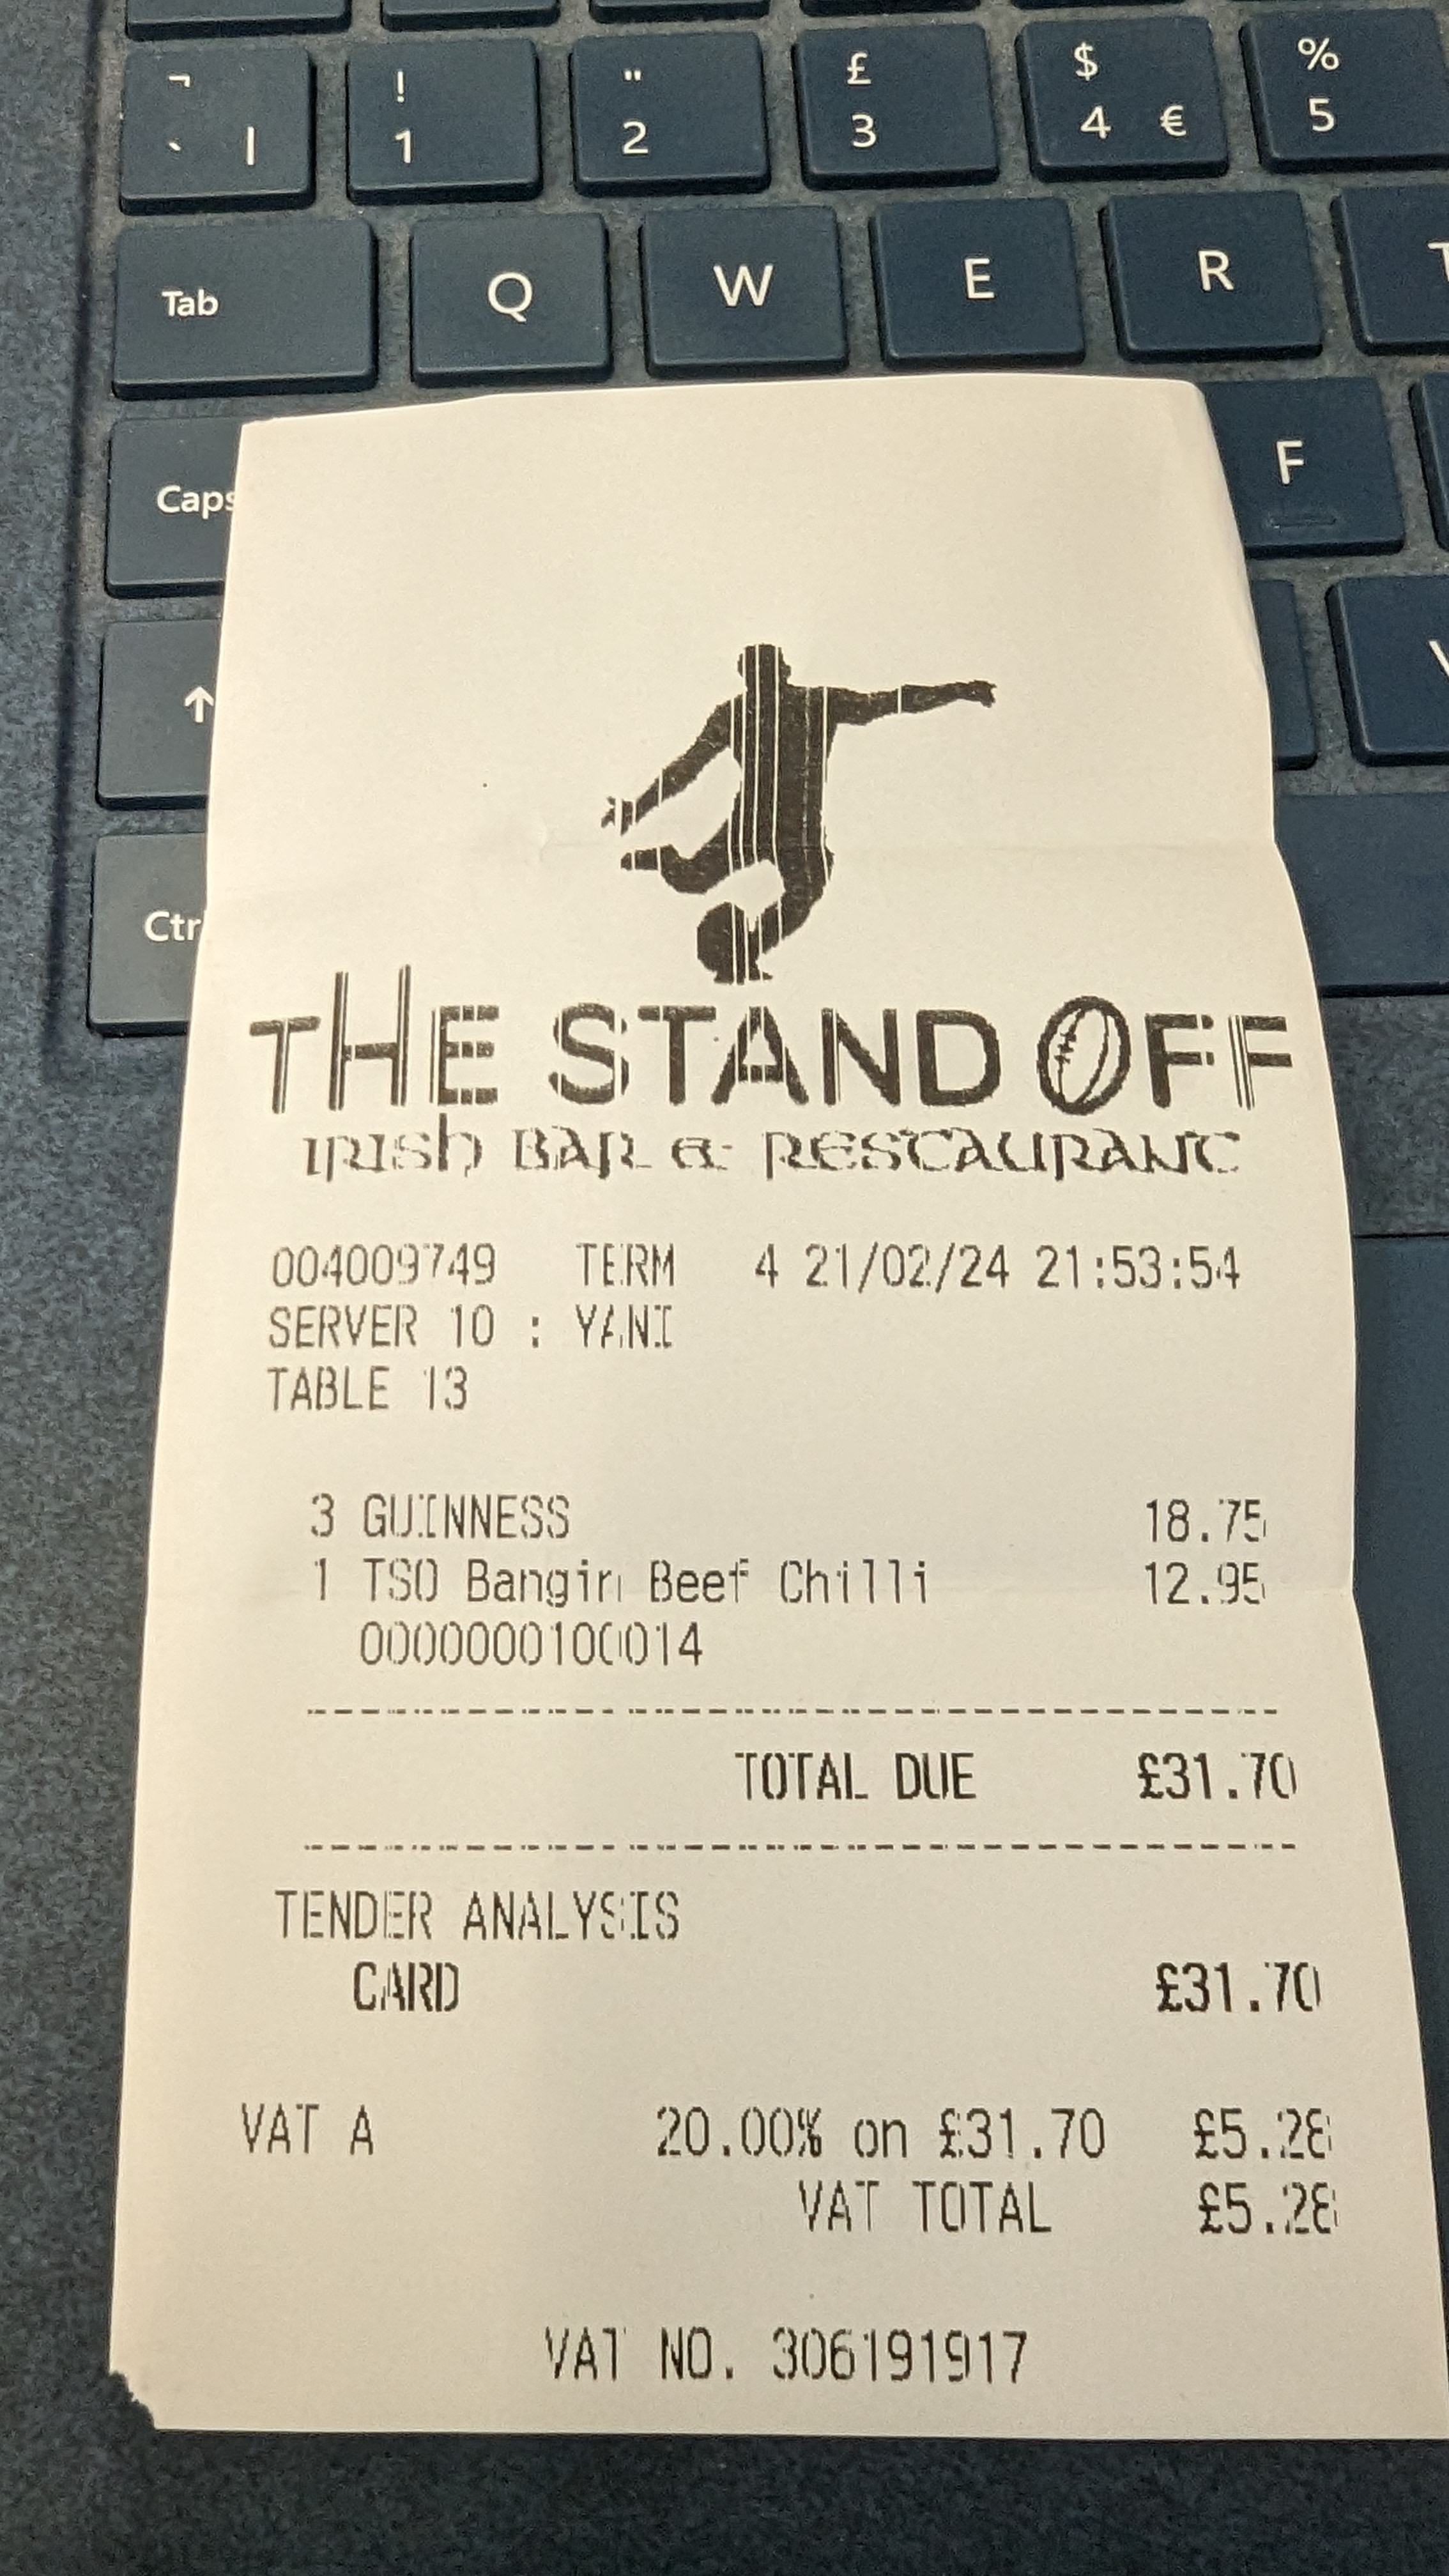 ¬ ! " £ $ %
` | 1 2 3 4 € 5
Tab Q W E R T
Caps F
↑ V
Ctrl
THE STAND OFF
IRISH BAR & RESTAURANT
004009749 TERM 4 21/02/24 21:53:54
SERVER 10 : YANI
TABLE 13
3 GUINNESS 18.75
1 TSO Bangin Beef Chilli 12.95
0000000100014
TOTAL DUE £31.70
TENDER ANALYSIS
CARD £31.70
VAT A 20.00% on £31.70 £5.28
VAT TOTAL £5.28
VAT NO. 306191917